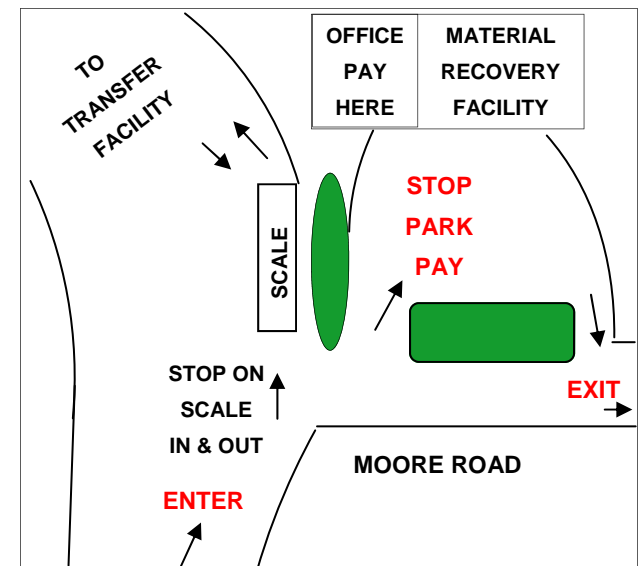 TO
TRANSFER
FACILITY
OFFICE
PAY
HERE
MATERIAL
RECOVERY
FACILITY
STOP
PARK
PAY
SCALE
STOP ON
SCALE
IN & OUT
EXIT
MOORE ROAD
ENTER